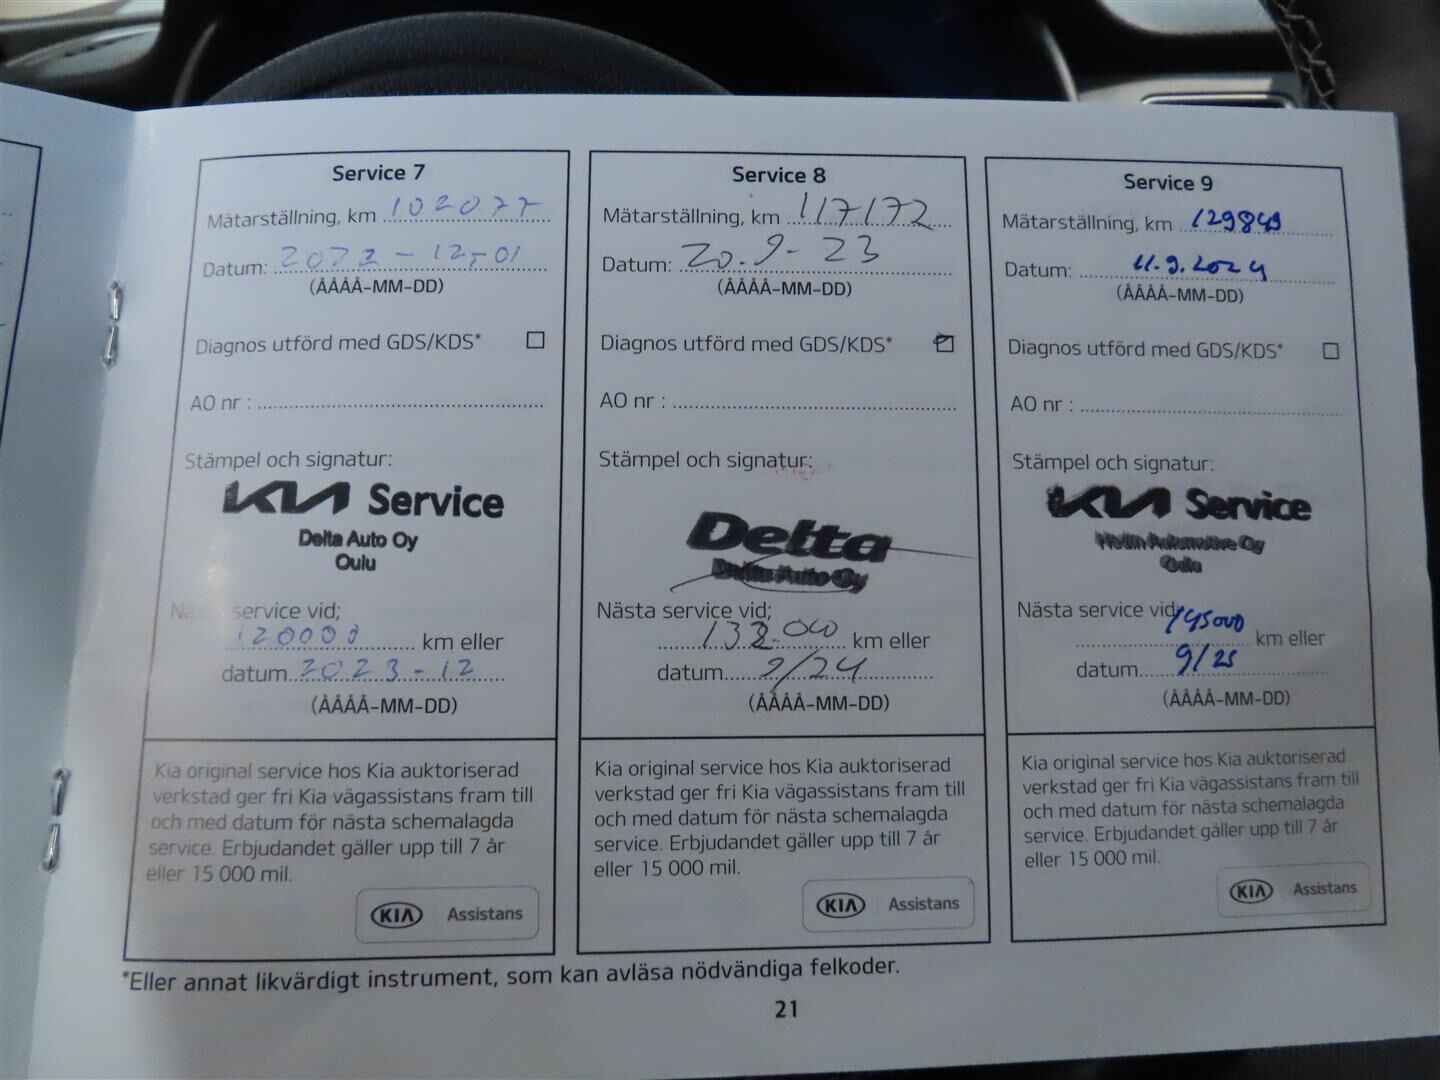 Service 7
Mätarställning, km 102077
Datum: 2022-12-01
(ÅÅÅÅ-MM-DD)
Diagnos utförd med GDS/KDS*
AO nr :
Stämpel och signatur:
KIA Service
Delta Auto Oy
Oulu
Nästa service vid;
120000 km eller
datum 2023-12
(ÅÅÅÅ-MM-DD)
Kia original service hos Kia auktoriserad
verkstad ger fri Kia vägassistans fram till
och med datum för nästa schemalagda
service. Erbjudandet gäller upp till 7 år
eller 15 000 mil.
KIA Assistans
Service 8
Mätarställning, km 117172
Datum: 20.9-23
(ÅÅÅÅ-MM-DD)
Diagnos utförd med GDS/KDS*
AO nr :
Stämpel och signatur:
Delta
Delta Auto Oy
Nästa service vid;
132.000 km eller
datum 9/24
(ÅÅÅÅ-MM-DD)
Kia original service hos Kia auktoriserad
verkstad ger fri Kia vägassistans fram till
och med datum för nästa schemalagda
service. Erbjudandet gäller upp till 7 år
eller 15 000 mil.
KIA Assistans
Service 9
Mätarställning, km 129849
Datum: 11.9.2024
(ÅÅÅÅ-MM-DD)
Diagnos utförd med GDS/KDS*
AO nr :
Stämpel och signatur:
KIA Service
Automotive Oy
Oulu
Nästa service vid;
145000 km eller
datum 9/25
(ÅÅÅÅ-MM-DD)
Kia original service hos Kia auktoriserad
verkstad ger fri Kia vägassistans fram till
och med datum för nästa schemalagda
service. Erbjudandet gäller upp till 7 år
eller 15 000 mil.
KIA Assistans
*Eller annat likvärdigt instrument, som kan avläsa nödvändiga felkoder.
21